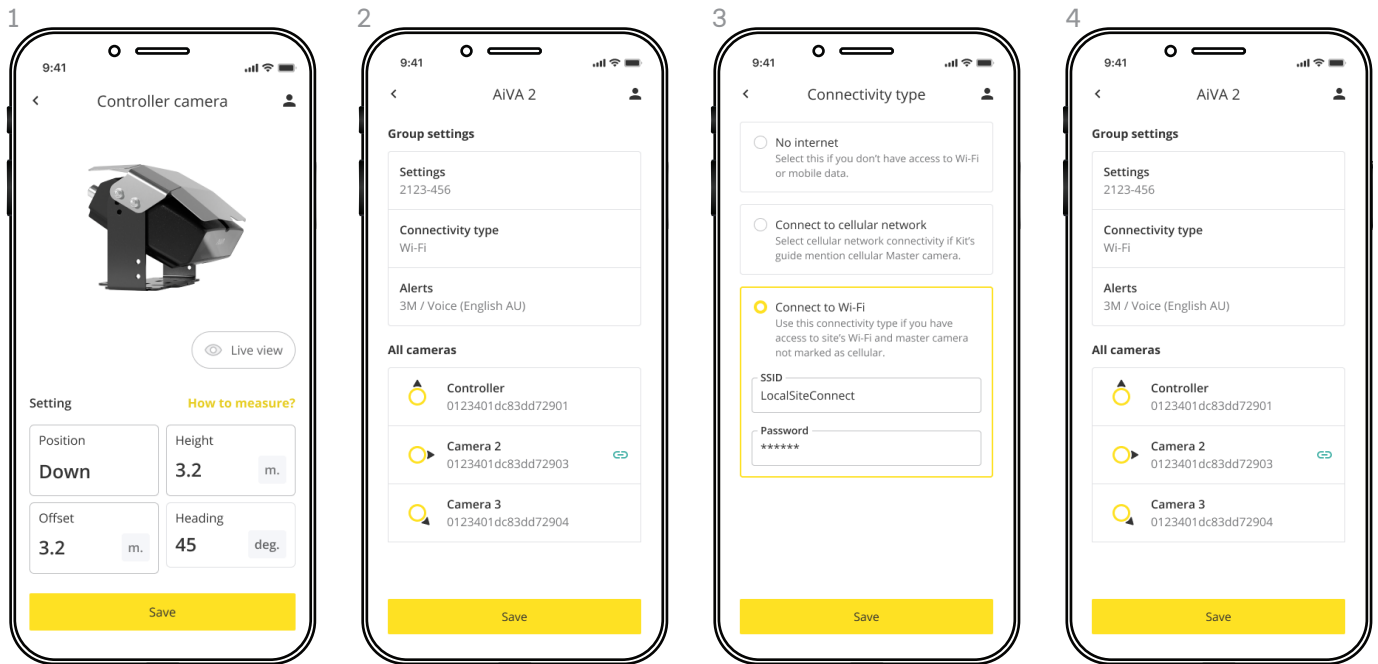 1
9:41
Controller camera
Live view
Setting
How to measure?
Position
Down
Height
3.2
m.
Offset
3.2
m.
Heading
45
deg.
Save
2
9:41
AiVA 2
Group settings
Settings
2123-456
Connectivity type
Wi-Fi
Alerts
3M / Voice (English AU)
All cameras
Controller
0123401dc83dd72901
Camera 2
0123401dc83dd72903
Camera 3
0123401dc83dd72904
Save
3
9:41
Connectivity type
No internet
Select this if you don't have access to Wi-Fi
or mobile data.
Connect to cellular network
Select cellular network connectivity if Kit's
guide mention cellular Master camera.
Connect to Wi-Fi
Use this connectivity type if you have
access to site's Wi-Fi and master camera
not marked as cellular.
SSID
LocalSiteConnect
Password
******
Save
4
9:41
AiVA 2
Group settings
Settings
2123-456
Connectivity type
Wi-Fi
Alerts
3M / Voice (English AU)
All cameras
Controller
0123401dc83dd72901
Camera 2
0123401dc83dd72903
Camera 3
0123401dc83dd72904
Save